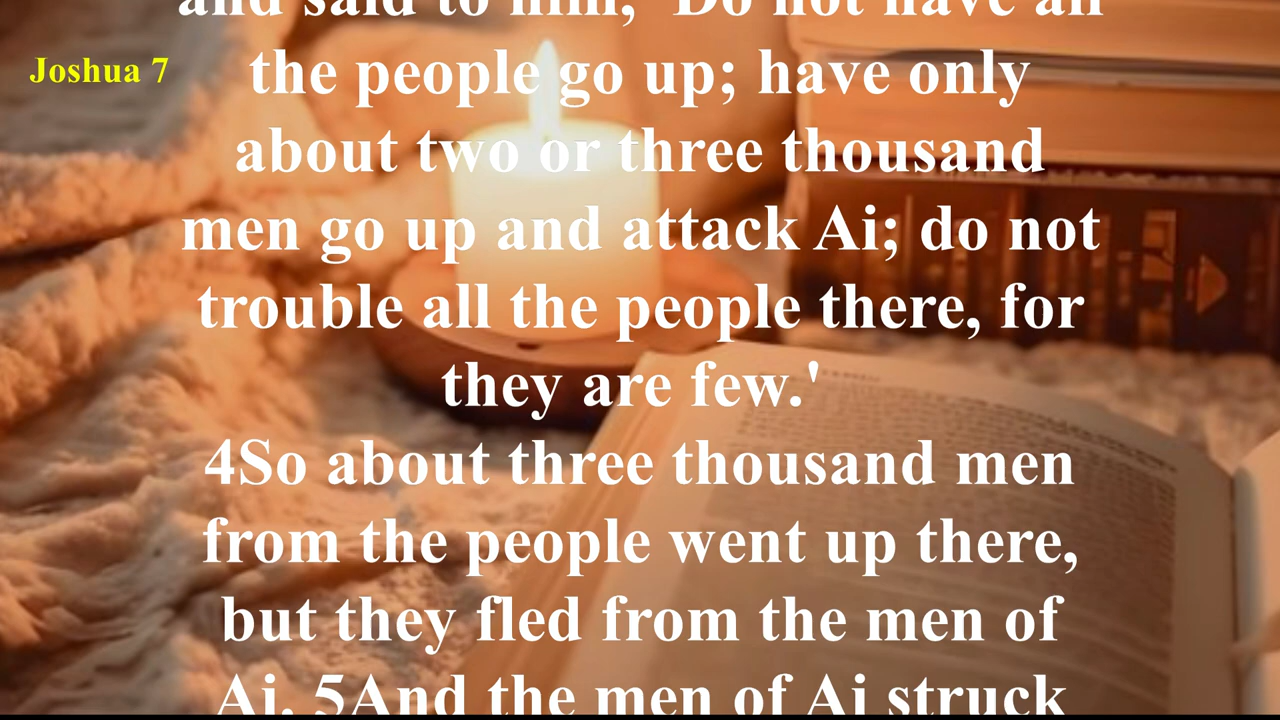 and said to him, "Do not have all
Joshua 7
the people go up; have only
about two or three thousand
men go up and attack Ai; do not
trouble all the people there, for
they are few.'
4So about three thousand men
from the people went up there,
but they fled from the men of
Ai. 5And the men of Ai struck